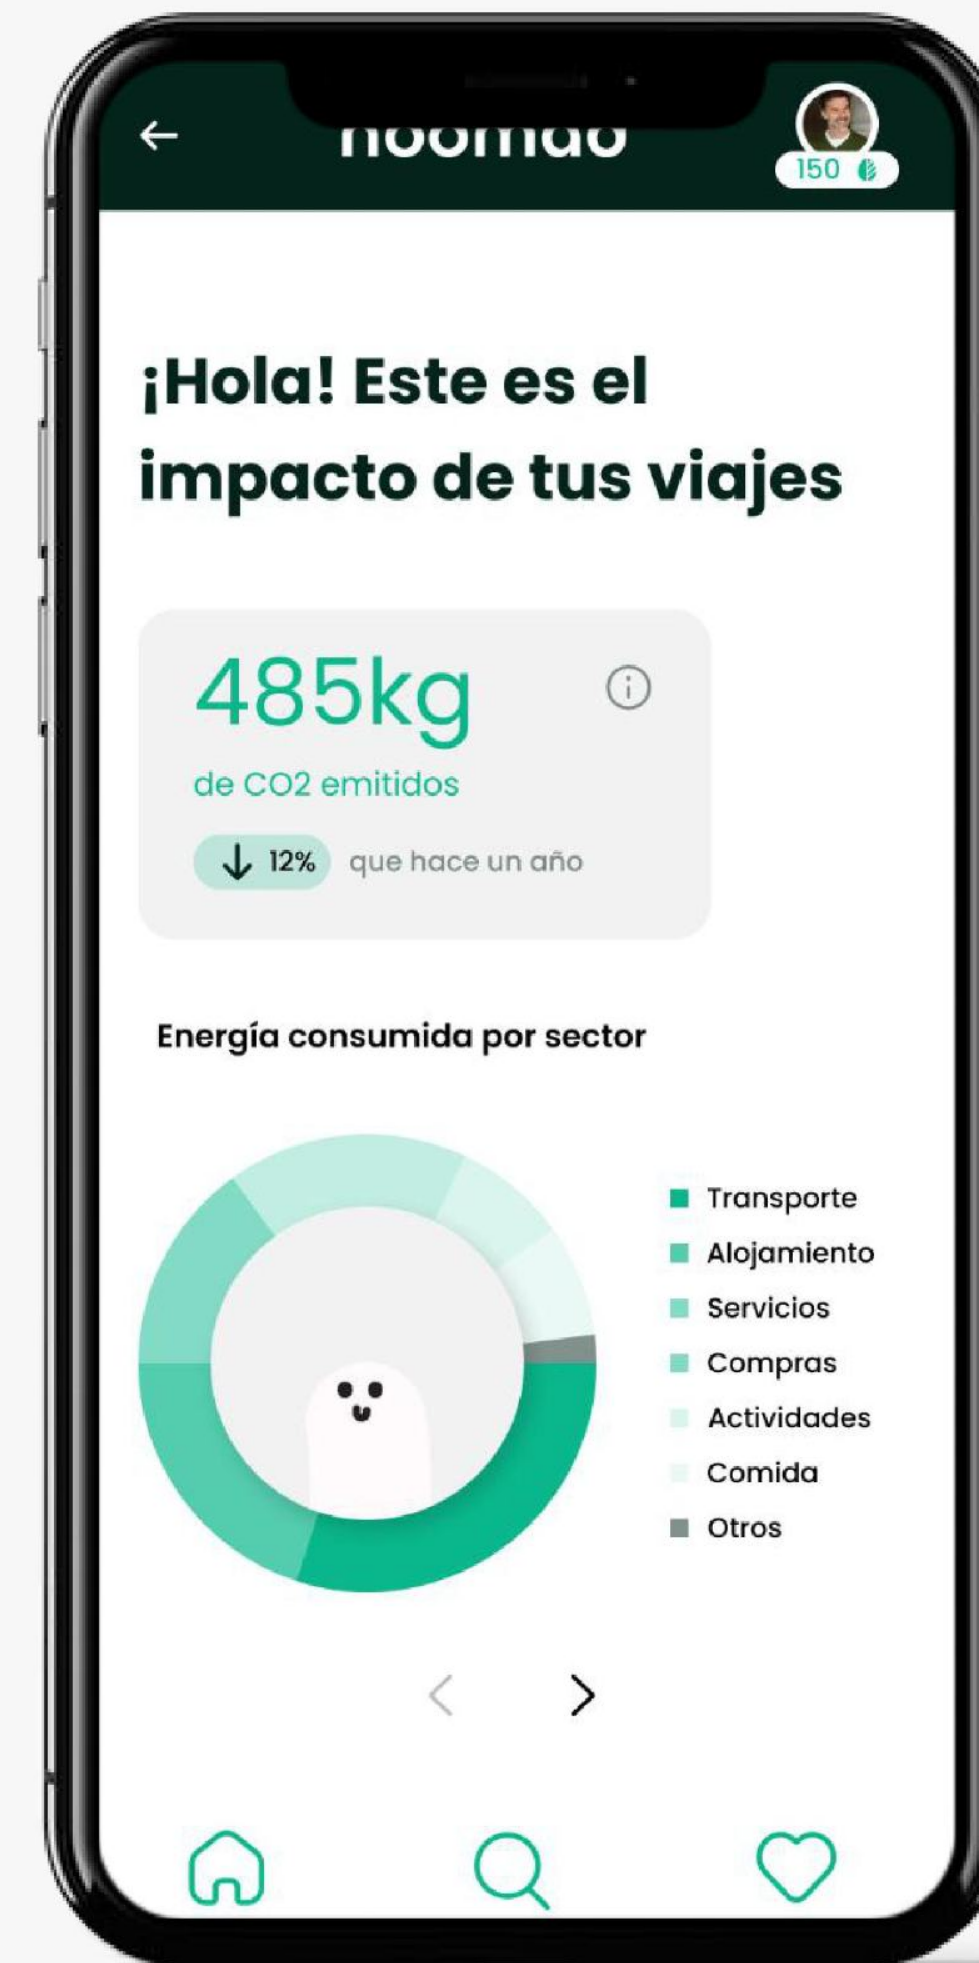 150
¡Hola! Este es el
impacto de tus viajes
485kg
de CO2 emitidos
12% que hace un año
Energía consumida por sector
Transporte
Alojamiento
Servicios
Compras
Actividades
Comida
Otros